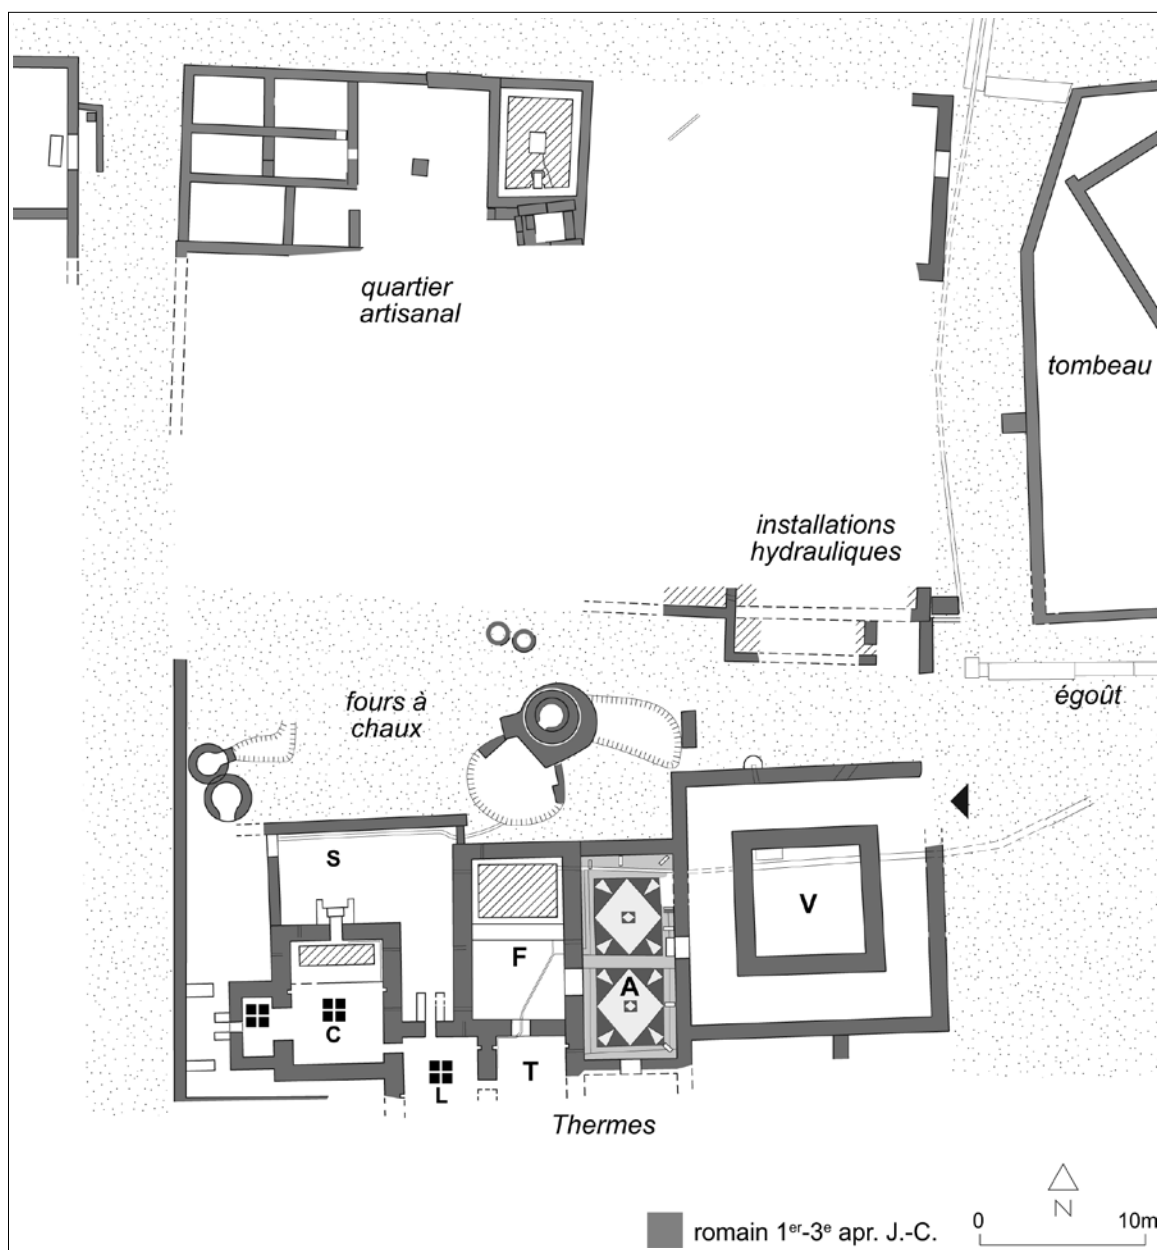 quartier
artisanal
tombeau
installations
hydrauliques
égoût
fours à
chaux
S
V
F
A
C
T
L
Thermes
N
romain 1er-3e apr. J.-C.
0 10m